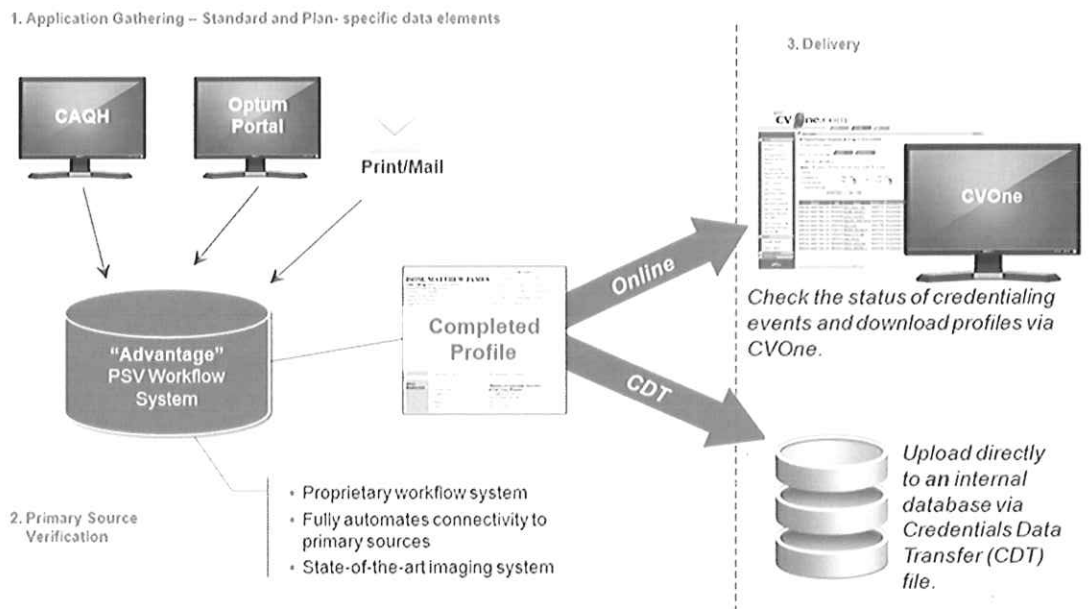 1. Application Gathering – Standard and Plan- specific data elements
CAQH
Optum
Portal
Print/Mail
"Advantage"
PSV Workflow
System
2. Primary Source
Verification
• Proprietary workflow system
• Fully automates connectivity to
primary sources
• State-of-the-art imaging system
Completed
Profile
Online
CDT
3. Delivery
CVOne
Check the status of credentialing
events and download profiles via
CVOne.
Upload directly
to an internal
database via
Credentials Data
Transfer (CDT)
file.